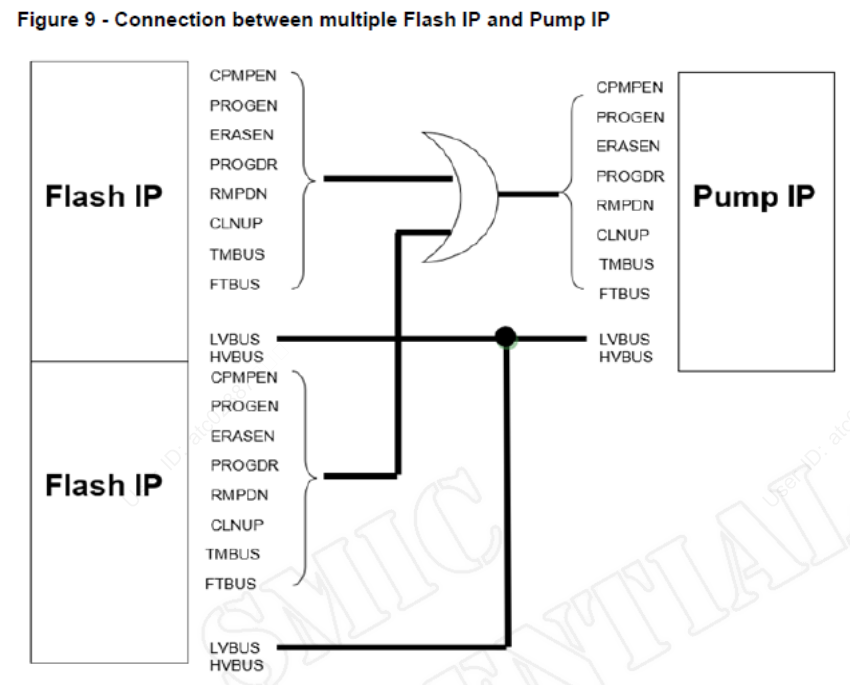 Figure 9 - Connection between multiple Flash IP and Pump IP
Flash IP
CPMPEN
PROGEN
ERASEN
PROGDR
RMPDN
CLNUP
TMBUS
FTBUS
LVBUS
HVBUS
Flash IP
CPMPEN
PROGEN
ERASEN
PROGDR
RMPDN
CLNUP
TMBUS
FTBUS
LVBUS
HVBUS
CPMPEN
PROGEN
ERASEN
PROGDR
RMPDN
CLNUP
TMBUS
FTBUS
LVBUS
HVBUS
Pump IP
SMIC